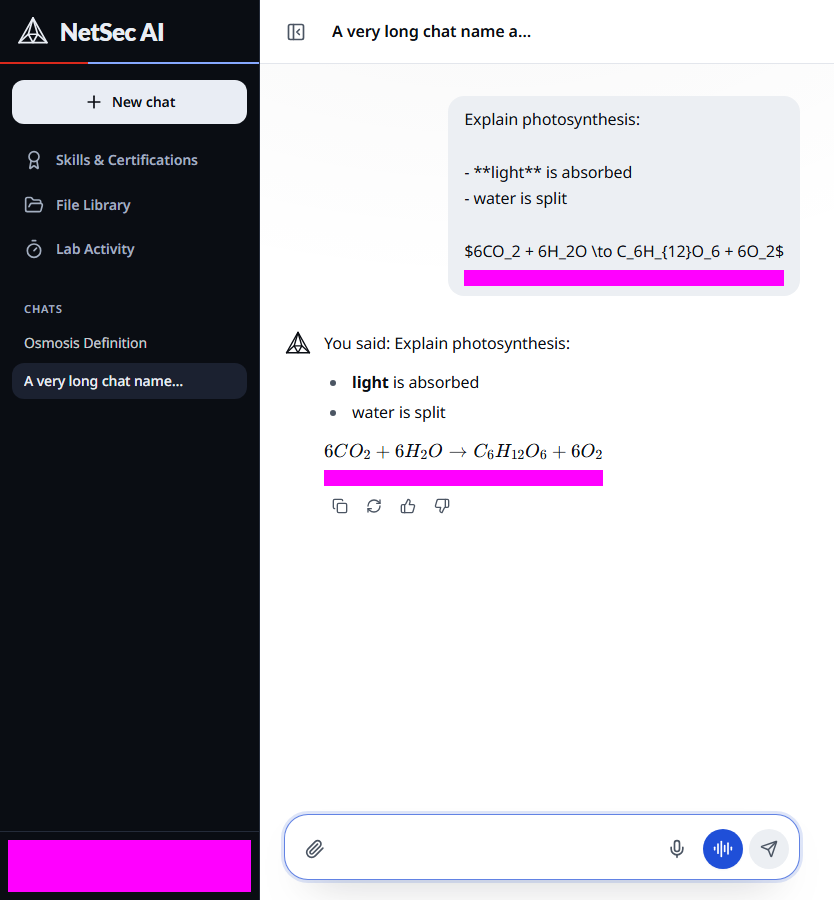 NetSec AI
New chat
Skills & Certifications
File Library
Lab Activity
CHATS
Osmosis Definition
A very long chat name...
A very long chat name a...
Explain photosynthesis:
- **light** is absorbed
- water is split
$6CO_2 + 6H_2O \to C_6H_{12}O_6 + 6O_2$
You said: Explain photosynthesis:
• light is absorbed
• water is split
6CO₂ + 6H₂O → C₆H₁₂O₆ + 6O₂